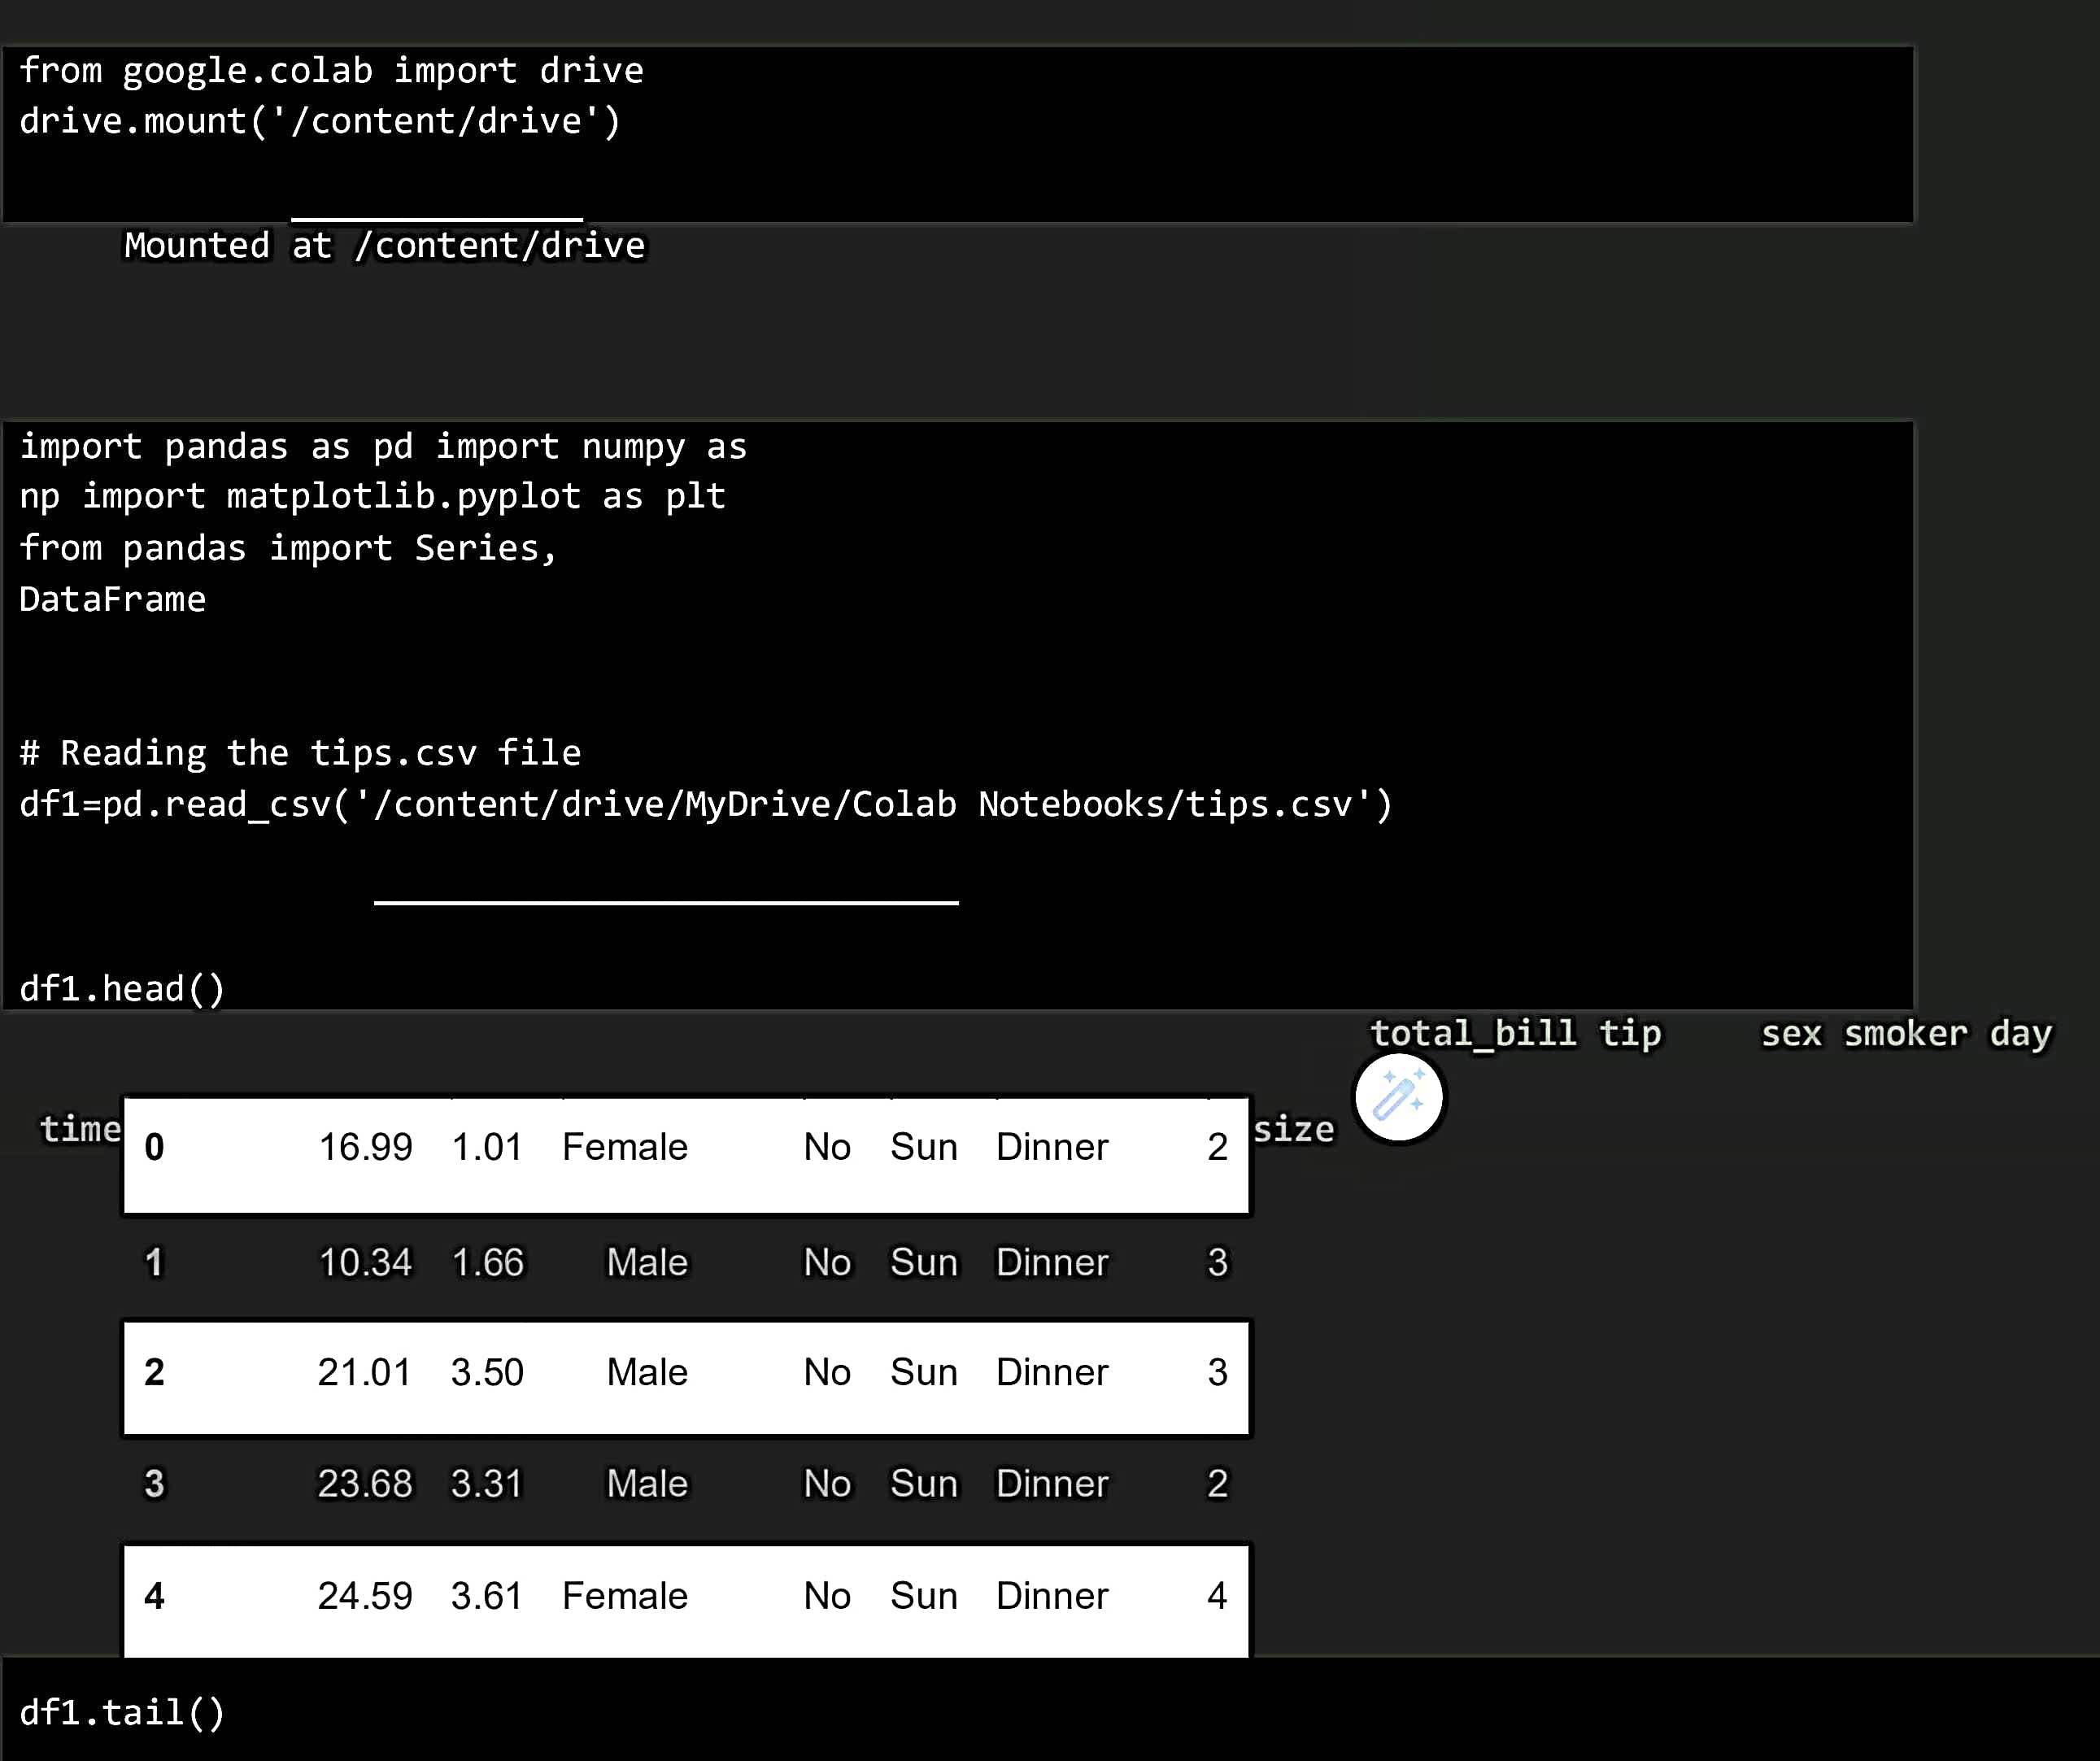 from google.colab import drive
drive.mount('/content/drive')
Mounted at /content/drive
import pandas as pd import numpy as
np import matplotlib.pyplot as plt
from pandas import Series,
DataFrame
# Reading the tips.csv file
df1=pd.read_csv('/content/drive/MyDrive/Colab Notebooks/tips.csv')
df1.head()
total_bill tip sex smoker day
time size
0 16.99 1.01 Female No Sun Dinner 2
1 10.34 1.66 Male No Sun Dinner 3
2 21.01 3.50 Male No Sun Dinner 3
3 23.68 3.31 Male No Sun Dinner 2
4 24.59 3.61 Female No Sun Dinner 4
df1.tail()